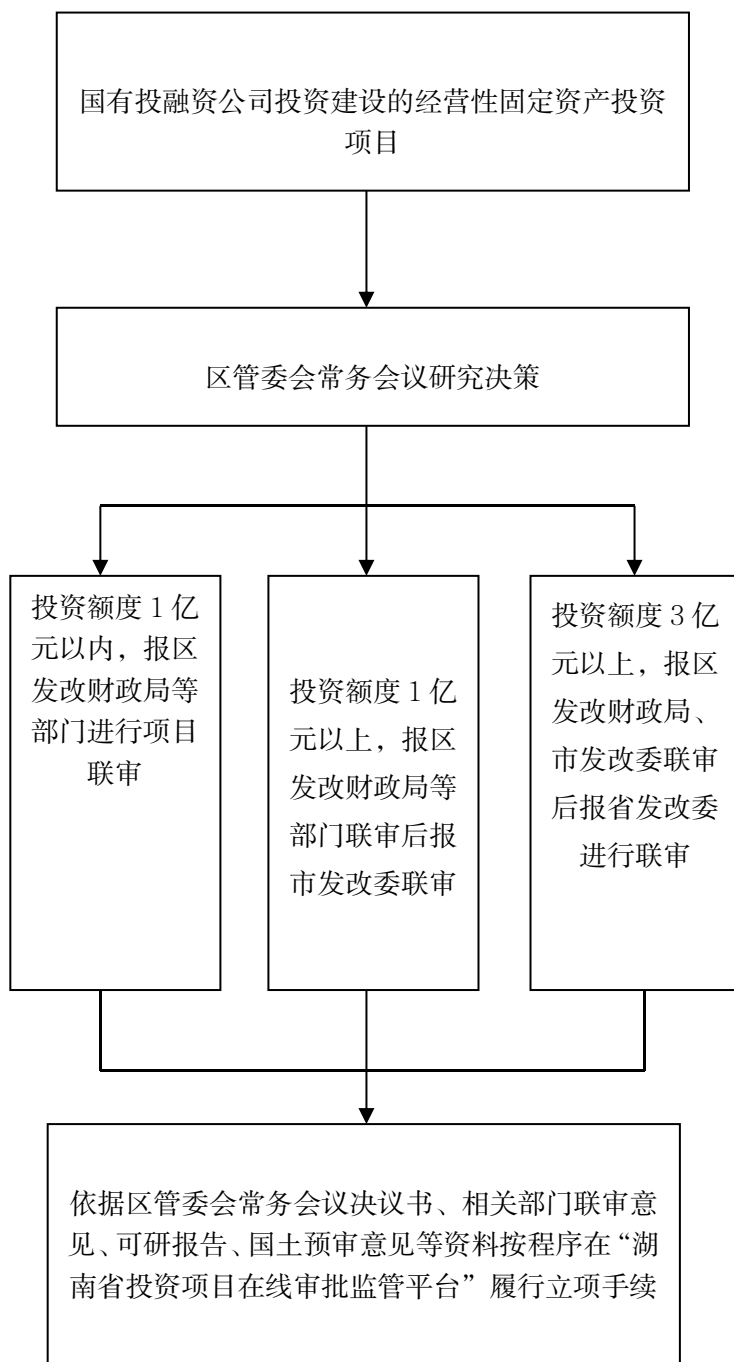 国有投融资公司投资建设的经营性固定资产投资
项目
区管委会常务会议研究决策
投资额度 1 亿
元以内，报区
发改财政局等
部门进行项目
联审
投资额度 1 亿
元以上，报区
发改财政局等
部门联审后报
市发改委联审
投资额度 3 亿
元以上，报区
发改财政局、
市发改委联审
后报省发改委
进行联审
依据区管委会常务会议决议书、相关部门联审意
见、可研报告、国土预审意见等资料按程序在“湖
南省投资项目在线审批监管平台”履行立项手续